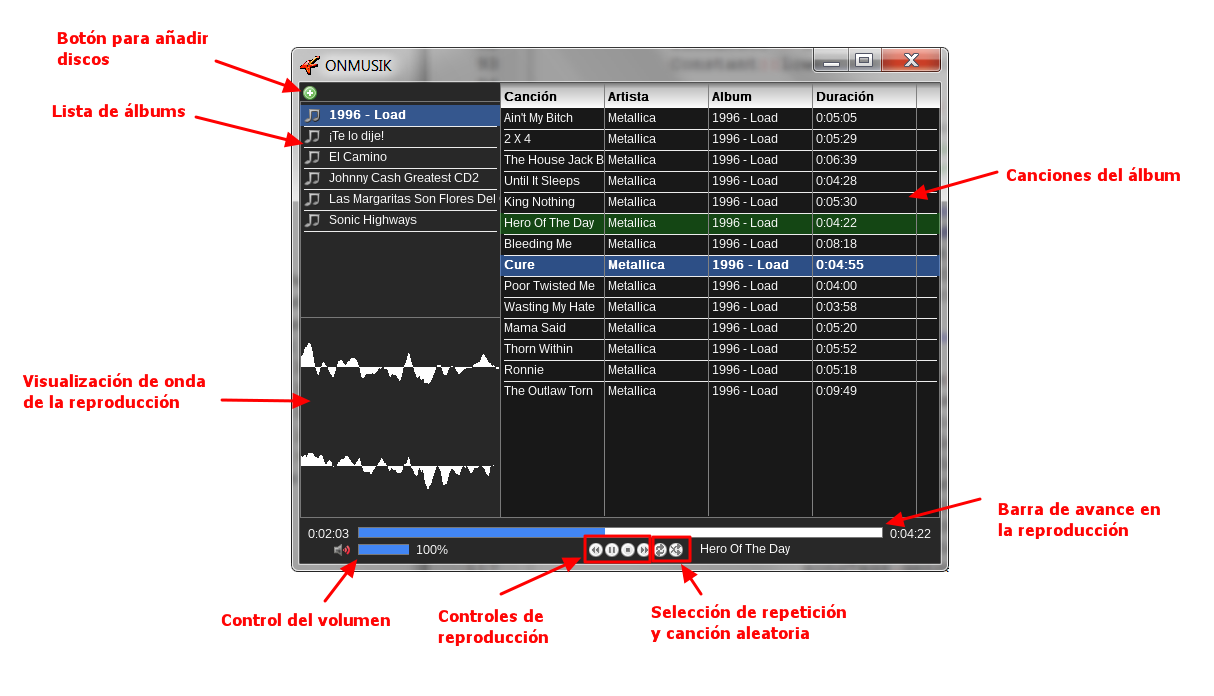 Botón para añadir
discos
Lista de álbums
Visualización de onda
de la reproducción
ONMUSIK
1996 - Load
¡Te lo dije!
El Camino
Johnny Cash Greatest CD2
Las Margaritas Son Flores Del
Sonic Highways
Canción Artista Album Duración
Ain't My Bitch Metallica 1996 - Load 0:05:05
2 X 4 Metallica 1996 - Load 0:05:29
The House Jack B Metallica 1996 - Load 0:06:39
Until It Sleeps Metallica 1996 - Load 0:04:28
King Nothing Metallica 1996 - Load 0:05:30
Hero Of The Day Metallica 1996 - Load 0:04:22
Bleeding Me Metallica 1996 - Load 0:08:18
Cure Metallica 1996 - Load 0:04:55
Poor Twisted Me Metallica 1996 - Load 0:04:00
Wasting My Hate Metallica 1996 - Load 0:03:58
Mama Said Metallica 1996 - Load 0:05:20
Thorn Within Metallica 1996 - Load 0:05:52
Ronnie Metallica 1996 - Load 0:05:18
The Outlaw Torn Metallica 1996 - Load 0:09:49
Canciones del álbum
Barra de avance en
la reproducción
0:02:03 0:04:22
100% Hero Of The Day
Control del volumen
Controles de
reproducción
Selección de repetición
y canción aleatoria